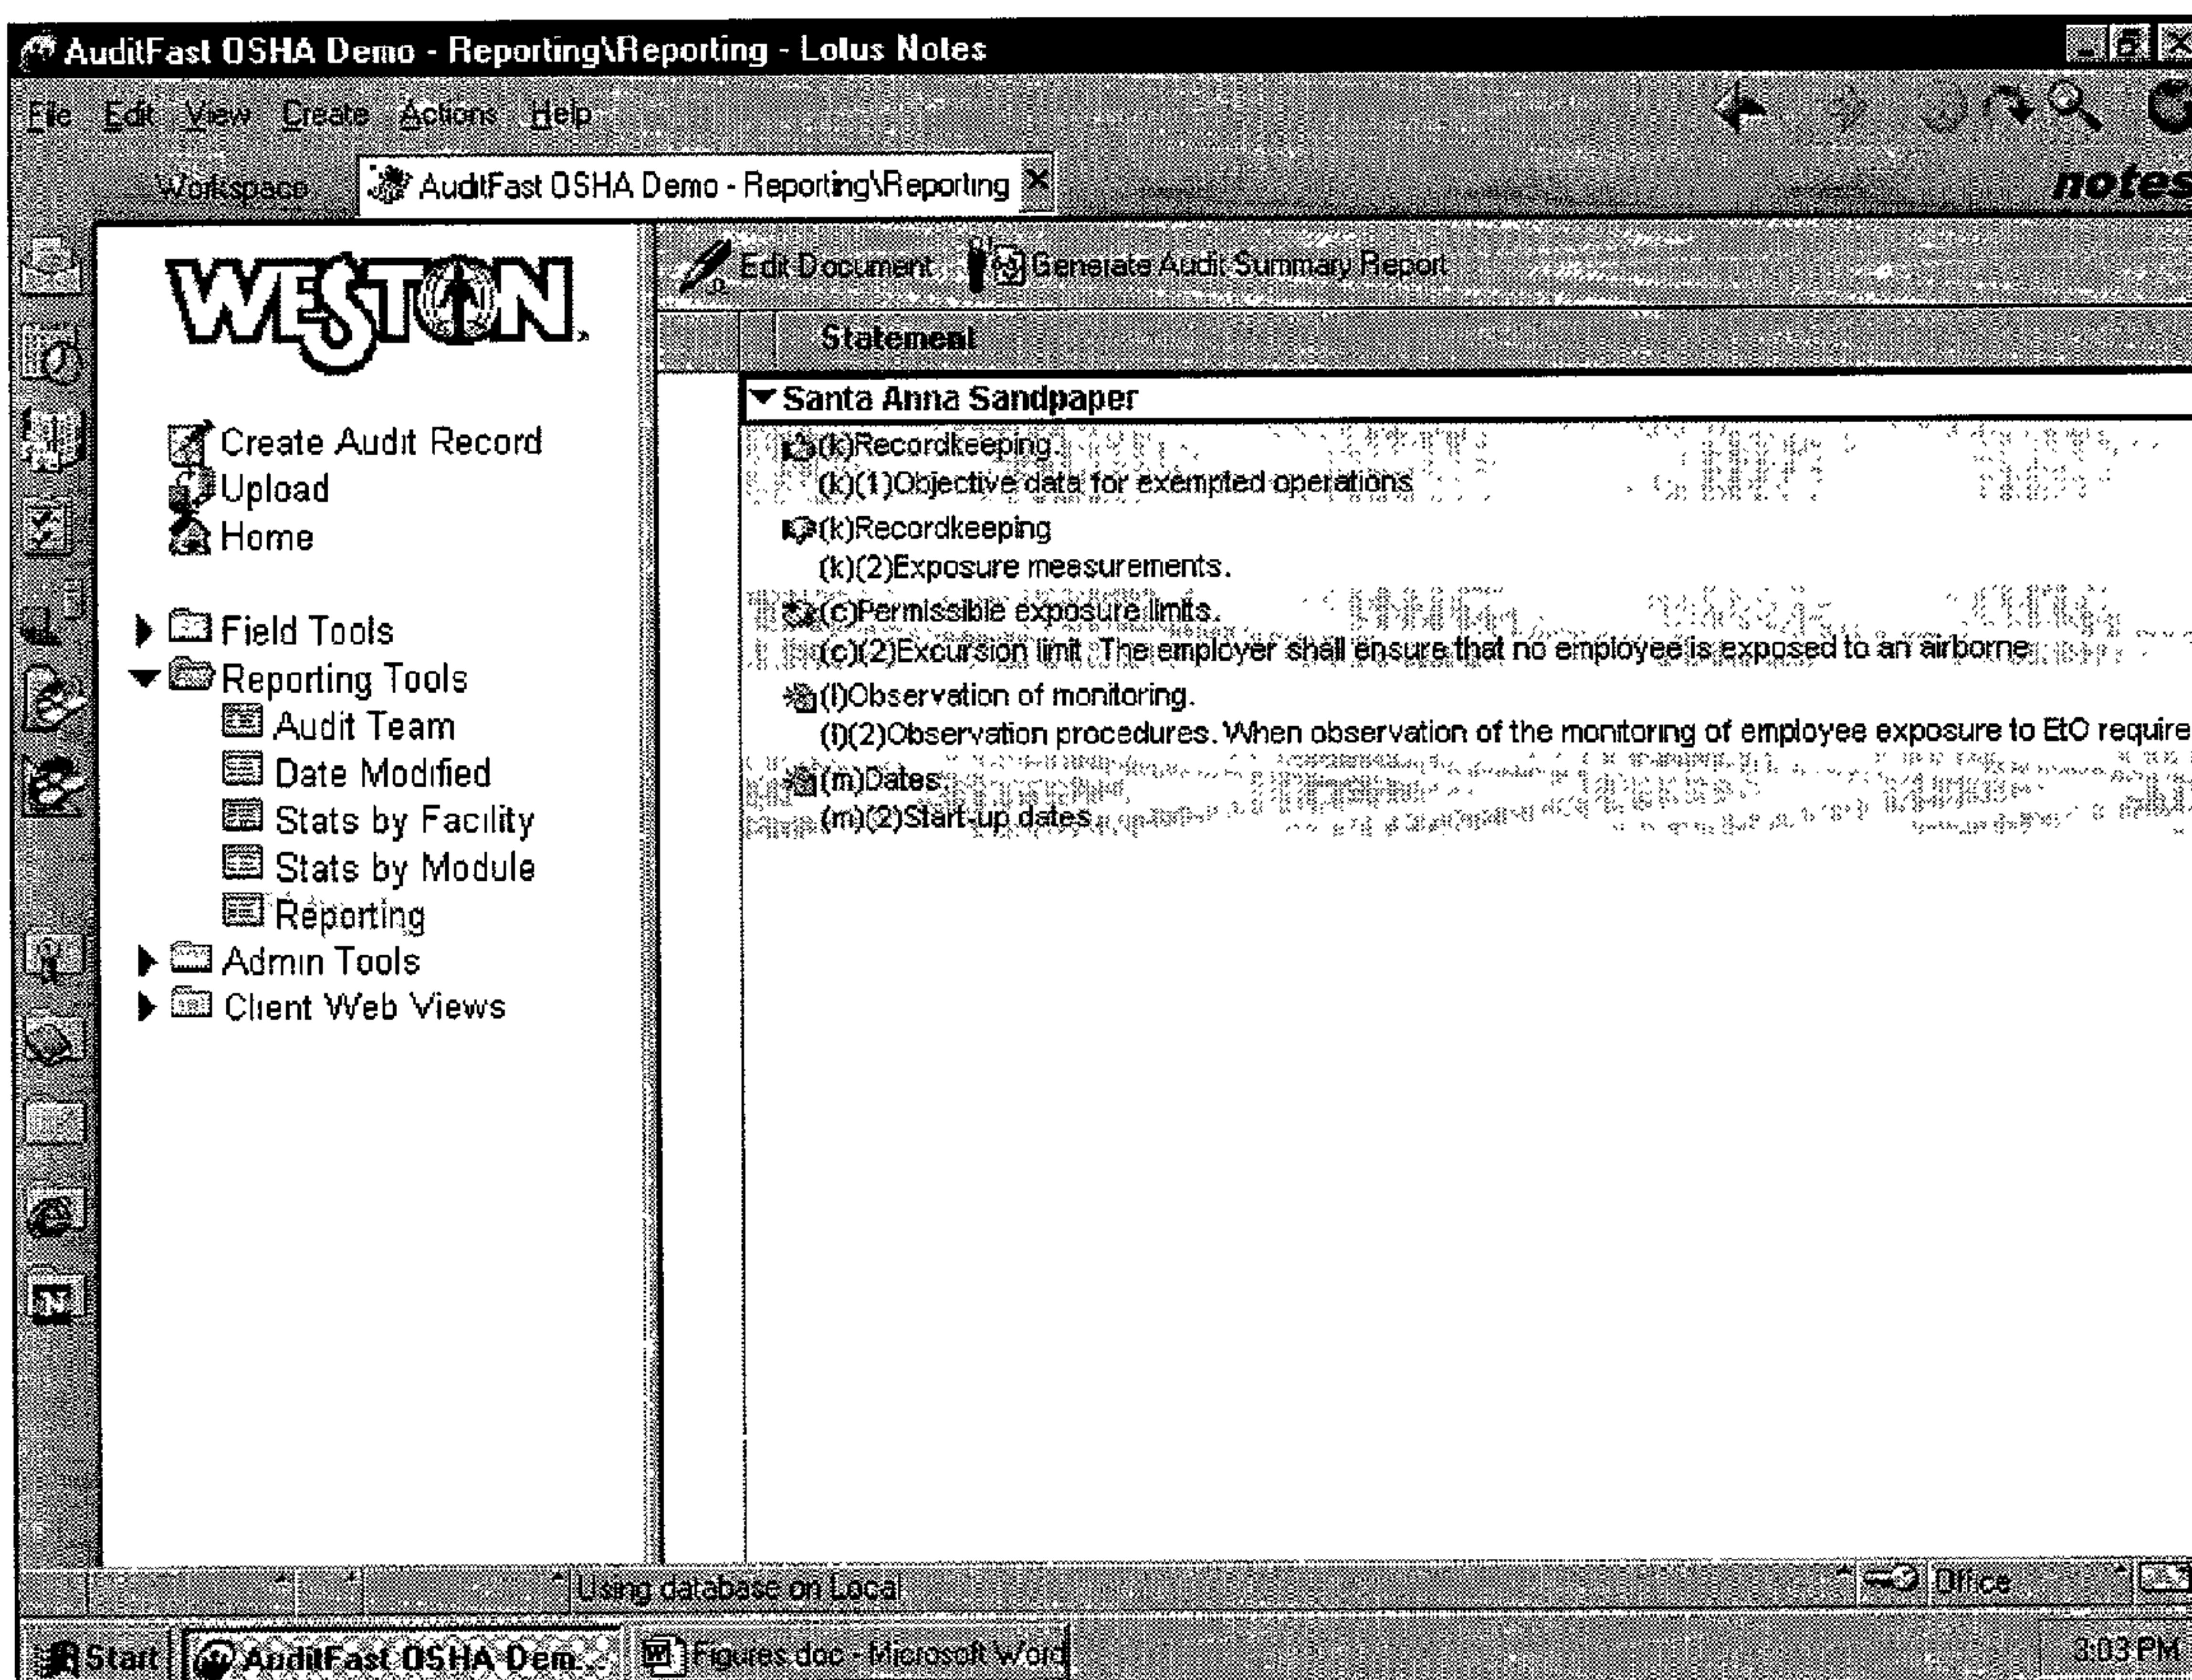 AuditFast OSHA Demo - Reporting\Reporting - Lotus Notes
File Edit View Create Actions Help
Workspace AuditFast OSHA Demo - Reporting\Reporting
notes
WESTON
Edit Document Generate Audit Summary Report
Statement
Santa Anna Sandpaper
Create Audit Record
Upload
Home
Field Tools
Reporting Tools
Audit Team
Date Modified
Stats by Facility
Stats by Module
Reporting
Admin Tools
Client Web Views
(k)Recordkeeping.
(k)(1)Objective data for exempted operations
(k)Recordkeeping
(k)(2)Exposure measurements.
(c)Permissible exposure limits.
(c)(2)Excursion limit. The employer shall ensure that no employee is exposed to an airborne
(l)Observation of monitoring.
(l)(2)Observation procedures. When observation of the monitoring of employee exposure to EtO require
(m)Dates.
(m)(2)Start-up dates.
Using database on Local Office
Start AuditFast OSHA Dem... Figures.doc - Microsoft Word 3:03 PM